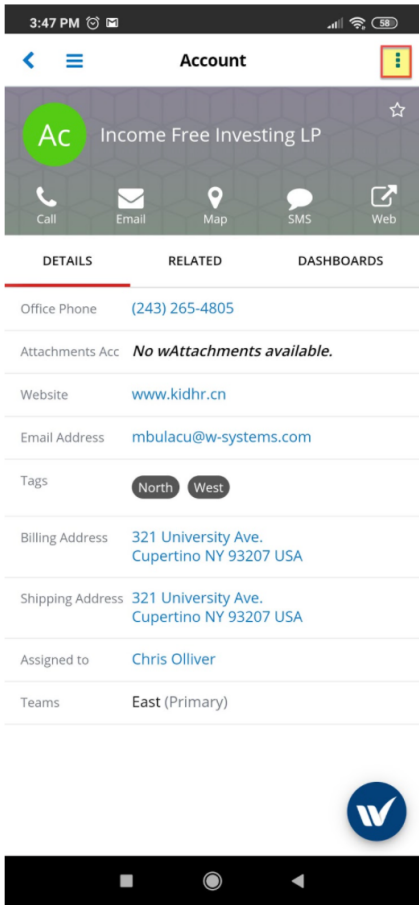 3:47 PM 58
Account
Ac Income Free Investing LP
Call Email Map SMS Web
DETAILS RELATED DASHBOARDS
Office Phone (243) 265-4805
Attachments Acc No wAttachments available.
Website www.kidhr.cn
Email Address mbulacu@w-systems.com
Tags North West
Billing Address 321 University Ave.
Cupertino NY 93207 USA
Shipping Address 321 University Ave.
Cupertino NY 93207 USA
Assigned to Chris Olliver
Teams East (Primary)
W